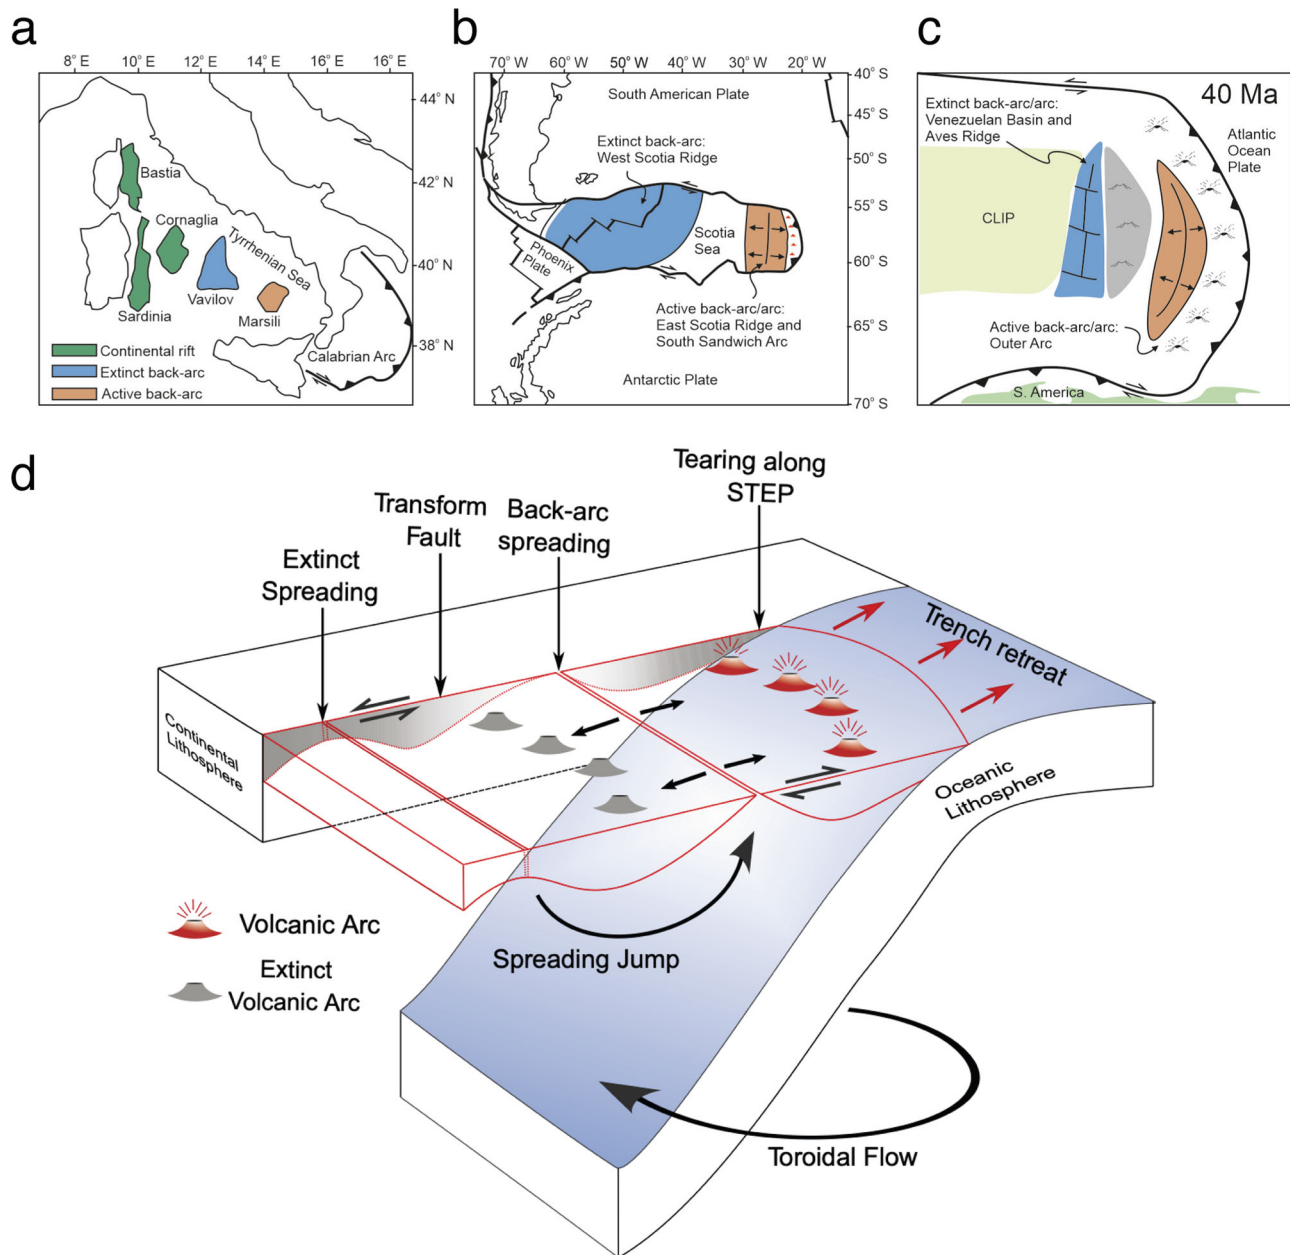 a
8° E 10° E 12° E 14° E 16° E
44° N
42° N
40° N
38° N
Bastia
Cornaglia
Tyrrhenian Sea
Sardinia
Vavilov
Marsili
Calabrian Arc
Continental rift
Extinct back-arc
Active back-arc
b
70° W 60° W 50° W 40° W 30° W 20° W
40° S
45° S
50° S
55° S
60° S
65° S
70° S
South American Plate
Extinct back-arc:
West Scotia Ridge
Phoenix
Plate
Scotia
Sea
Active back-arc/arc:
East Scotia Ridge and
South Sandwich Arc
Antarctic Plate
c
40 Ma
Extinct back-arc/arc:
Venezuelan Basin and
Aves Ridge
Atlantic
Ocean
Plate
CLIP
Active back-arc/arc:
Outer Arc
S. America
d
Tearing along
STEP
Transform
Fault
Back-arc
spreading
Extinct
Spreading
Trench retreat
Continental
Lithosphere
Oceanic
Lithosphere
Volcanic Arc
Extinct
Volcanic Arc
Spreading Jump
Toroidal Flow